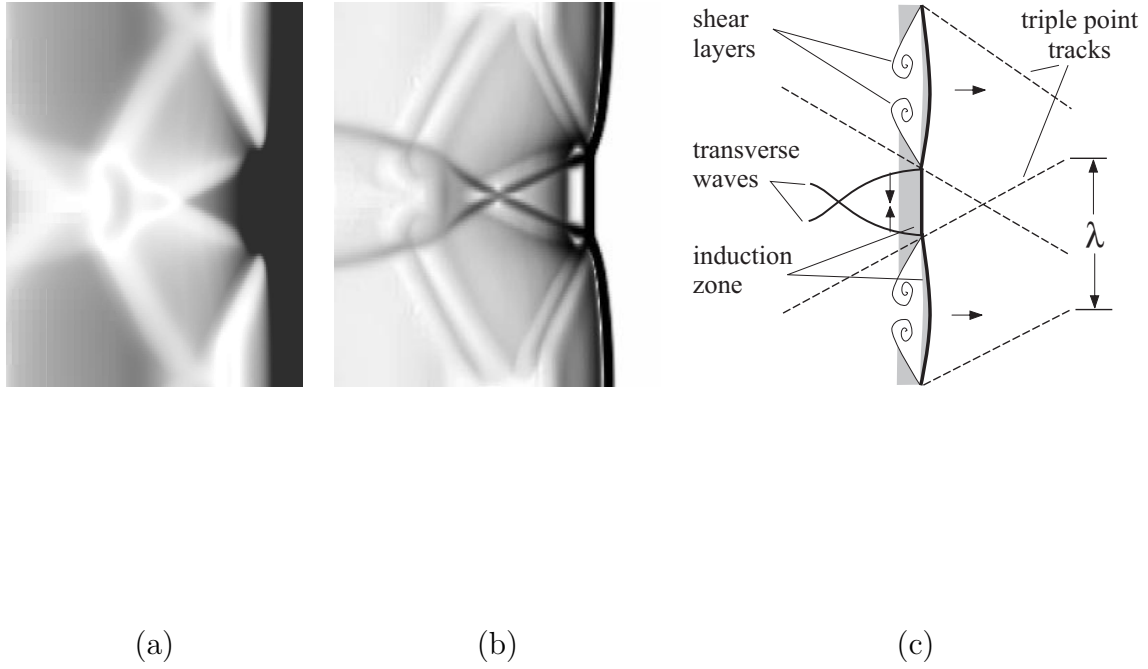 shear
layers
triple point
tracks
transverse
waves
induction
zone
λ
(a)
(b)
(c)